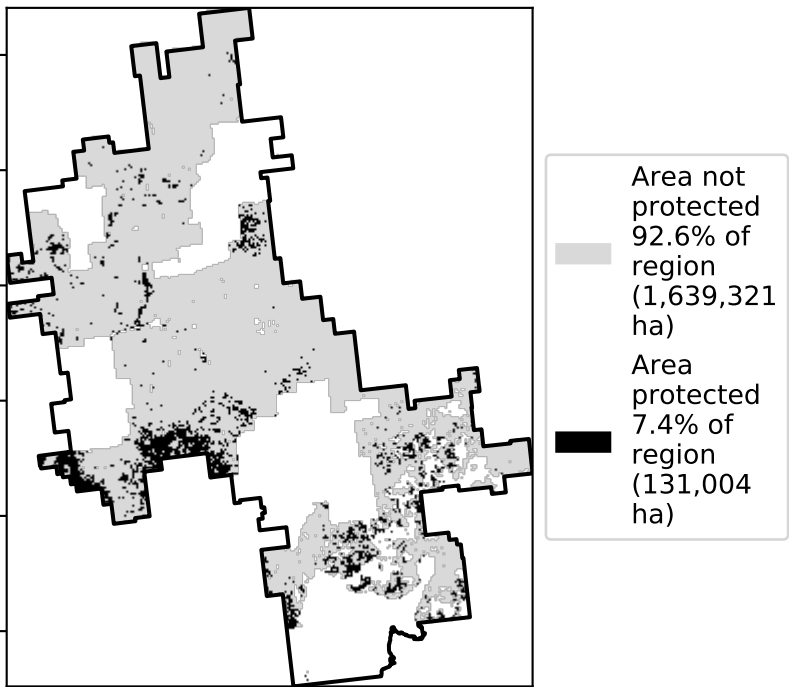 Area not
protected
92.6% of
region
(1,639,321
ha)
Area
protected
7.4% of
region
(131,004
ha)